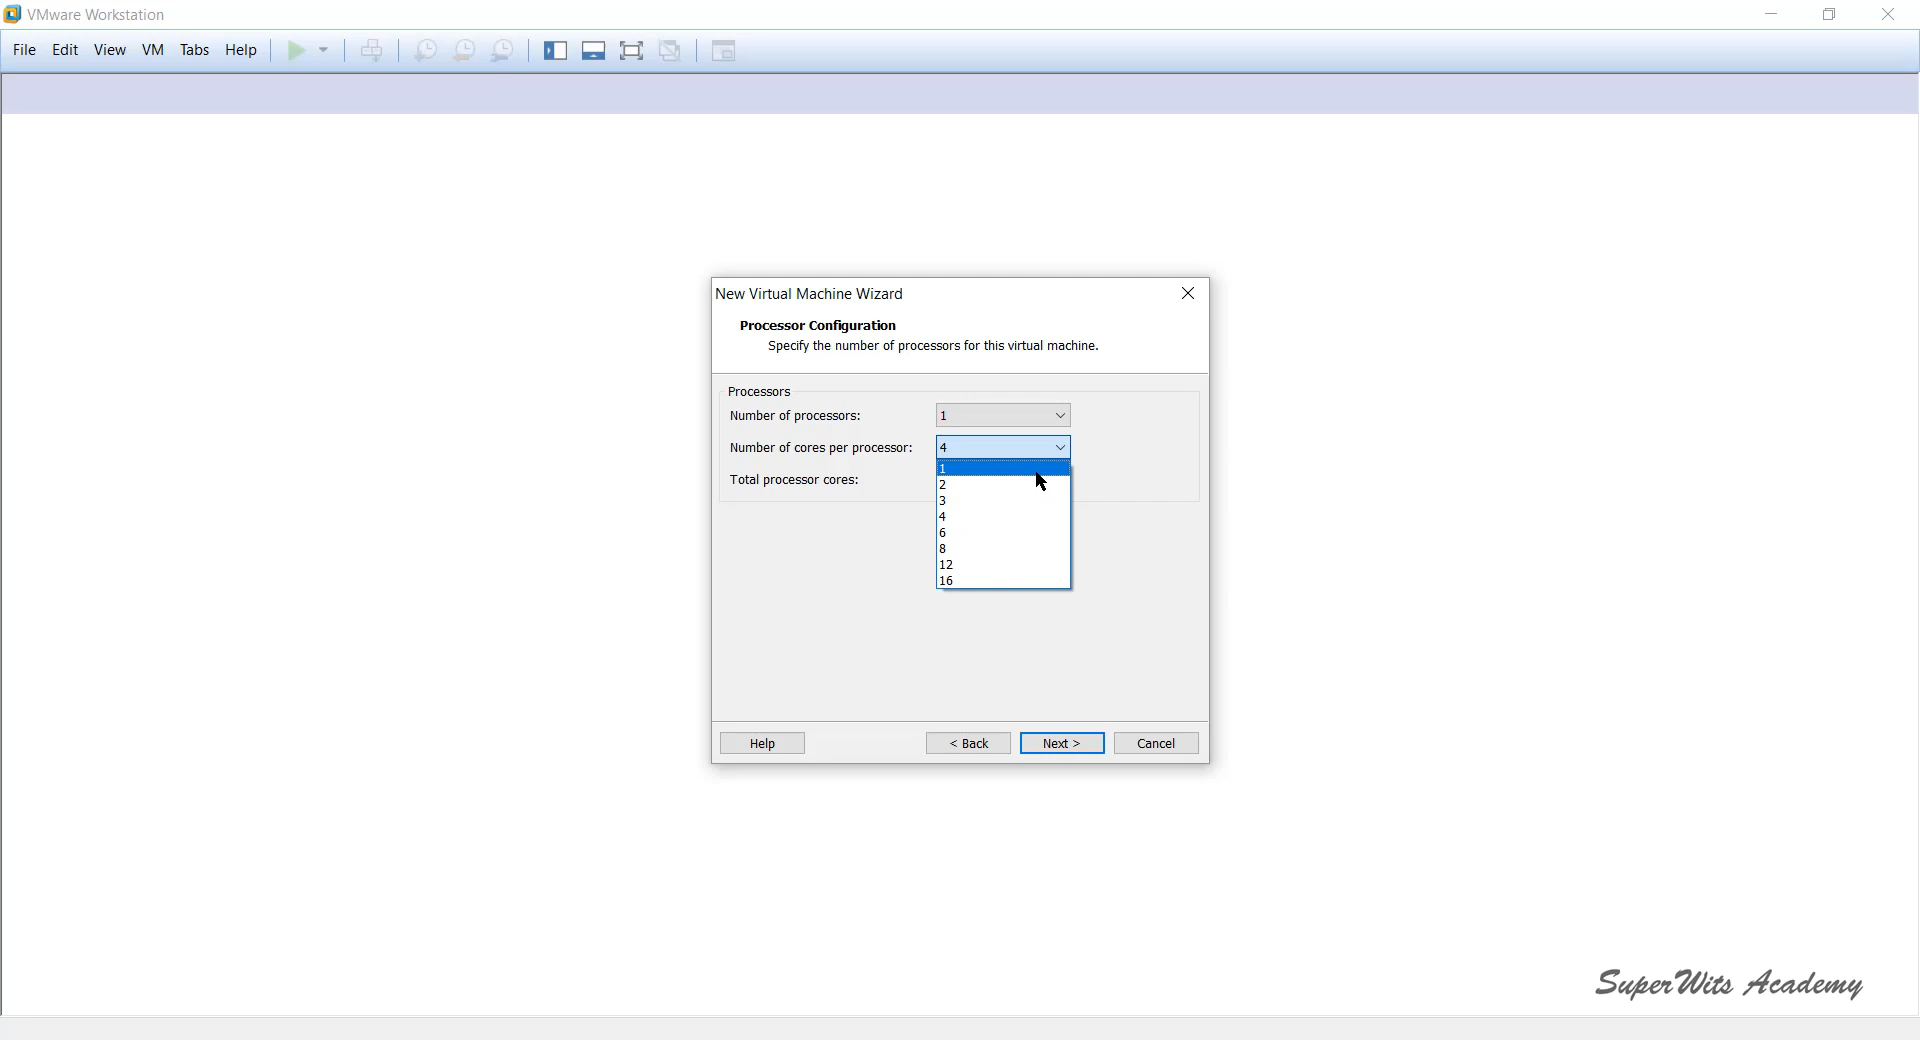 VMware Workstation
File Edit View VM Tabs Help
New Virtual Machine Wizard
Processor Configuration
Specify the number of processors for this virtual machine.
Processors
Number of processors: 1
Number of cores per processor: 4
1
Total processor cores:
2
3
4
6
8
12
16
Help < Back Next > Cancel
SuperWits Academy